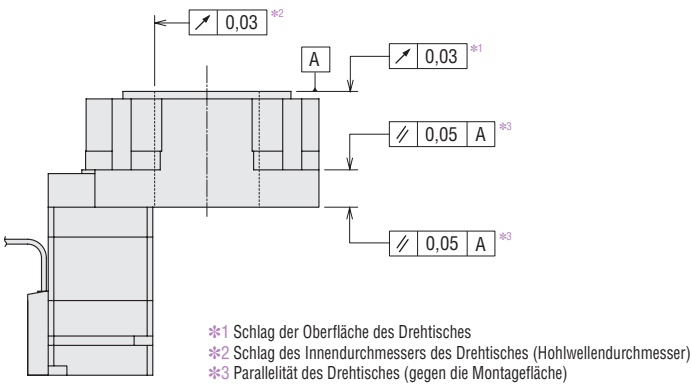 ↗ 0,03 *2
A
↗ 0,03 *1
// 0,05 A *3
// 0,05 A *3
*1 Schlag der Oberfläche des Drehtisches
*2 Schlag des Innendurchmessers des Drehtisches (Hohlwellendurchmesser)
*3 Parallelität des Drehtisches (gegen die Montagefläche)